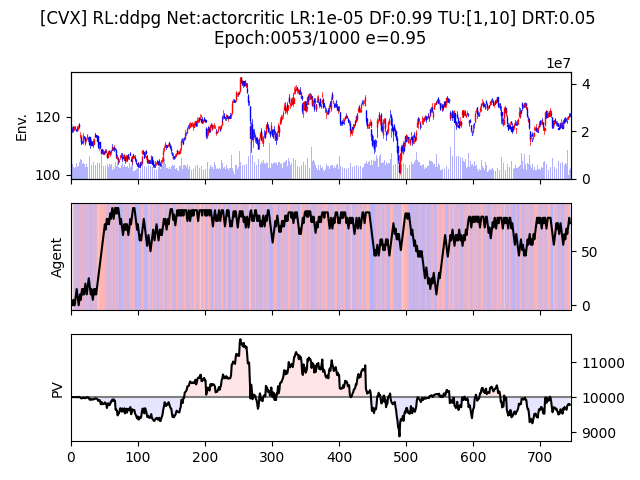 [CVX] RL:ddpg Net:actorcritic LR:1e-05 DF:0.99 TU:[1,10] DRT:0.05
Epoch:0053/1000 e=0.95
1e7
Env.
120
100
4
2
0
Agent
50
0
PV
11000
10000
9000
0 100 200 300 400 500 600 700